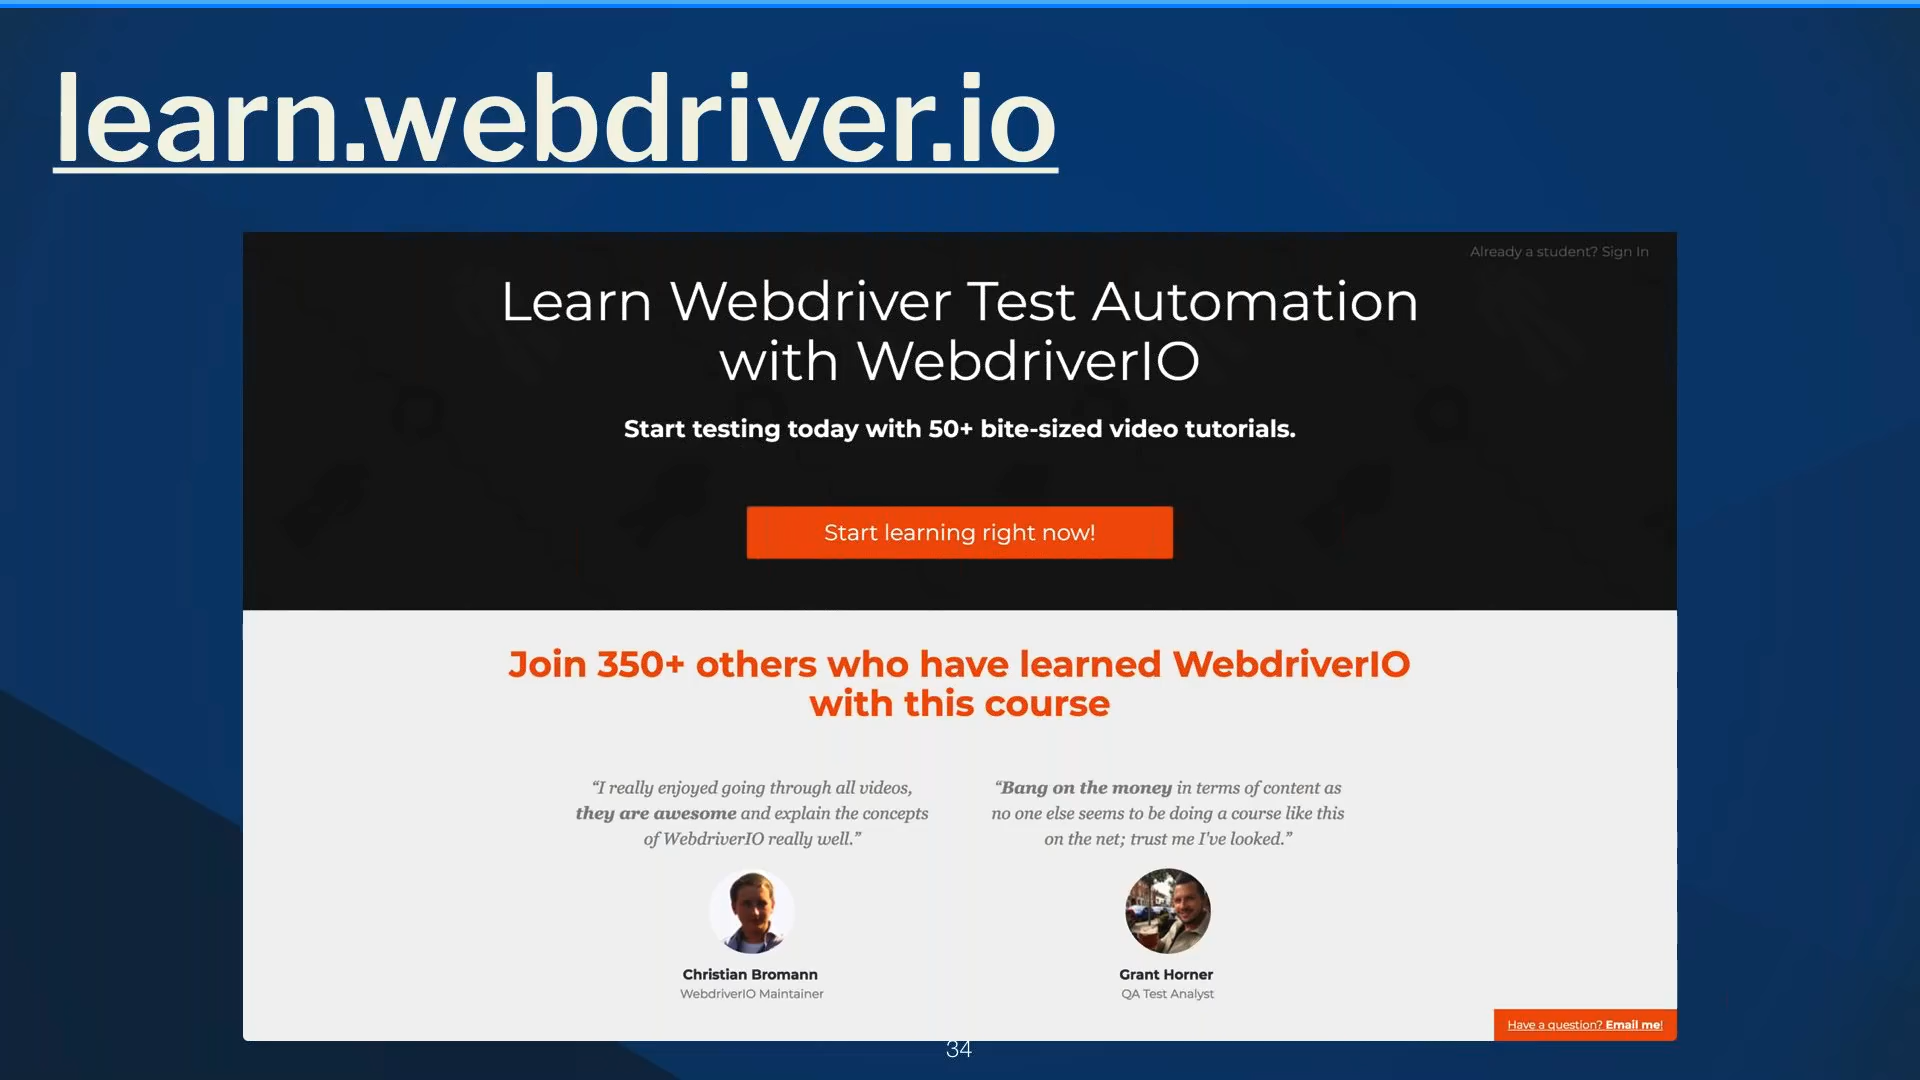 learn.webdriver.io
Already a student? Sign In
Learn Webdriver Test Automation
with WebdriverIO
Start testing today with 50+ bite-sized video tutorials.
Start learning right now!
Join 350+ others who have learned WebdriverIO
with this course
“I really enjoyed going through all videos,
they are awesome and explain the concepts
of WebdriverIO really well.”
Christian Bromann
WebdriverIO Maintainer
“Bang on the money in terms of content as
no one else seems to be doing a course like this
on the net; trust me I've looked.”
Grant Horner
QA Test Analyst
Have a question? Email me!
34